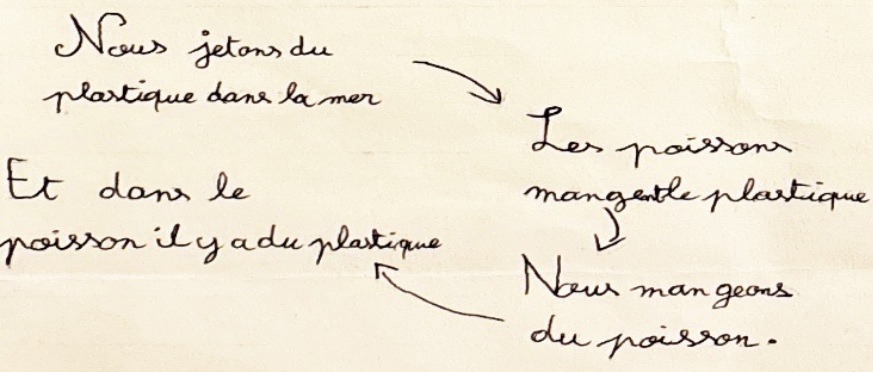 Nous jetons du
plastique dans la mer
Les poissons
mangent le plastique
Nous mangeons
du poisson.
Et dans le
poisson il y a du plastique